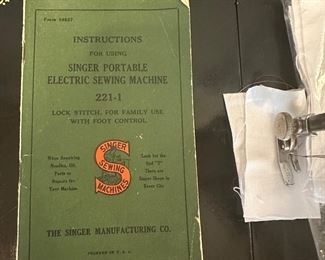 INSTRUCTIONS
FOR USING
SINGER PORTABLE
ELECTRIC SEWING MACHINE
221-1
LOCK STITCH, FOR FAMILY USE
WITH FOOT CONTROL
When Requiring
Needles, Oil,
Parts or
Repairs for
Your Machine
SINGER
SEWING
MACHINES
Look for the
Red "S"
There are
Singer Shops in
Every City
THE SINGER MANUFACTURING CO.
PRINTED IN U.S.A.